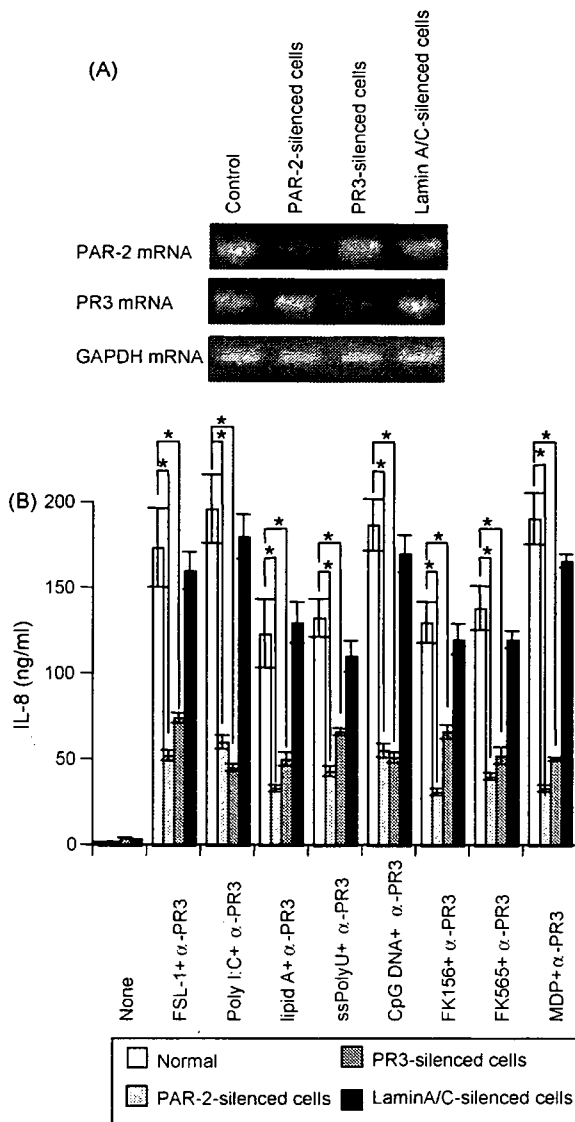 (A)
Control
PAR-2-silenced cells
PR3-silenced cells
Lamin A/C-silenced cells
PAR-2 mRNA
PR3 mRNA
GAPDH mRNA
(B)
IL-8 (ng/ml)
200
150
100
50
0
* * * * * * * *
* * * * * * * *
None
FSL-1+ α-PR3
Poly I:C+ α-PR3
lipid A+ α-PR3
ssPolyU+ α-PR3
CpG DNA+ α-PR3
FK156+α-PR3
FK565+α-PR3
MDP+α-PR3
Normal
PR3-silenced cells
PAR-2-silenced cells
LaminA/C-silenced cells